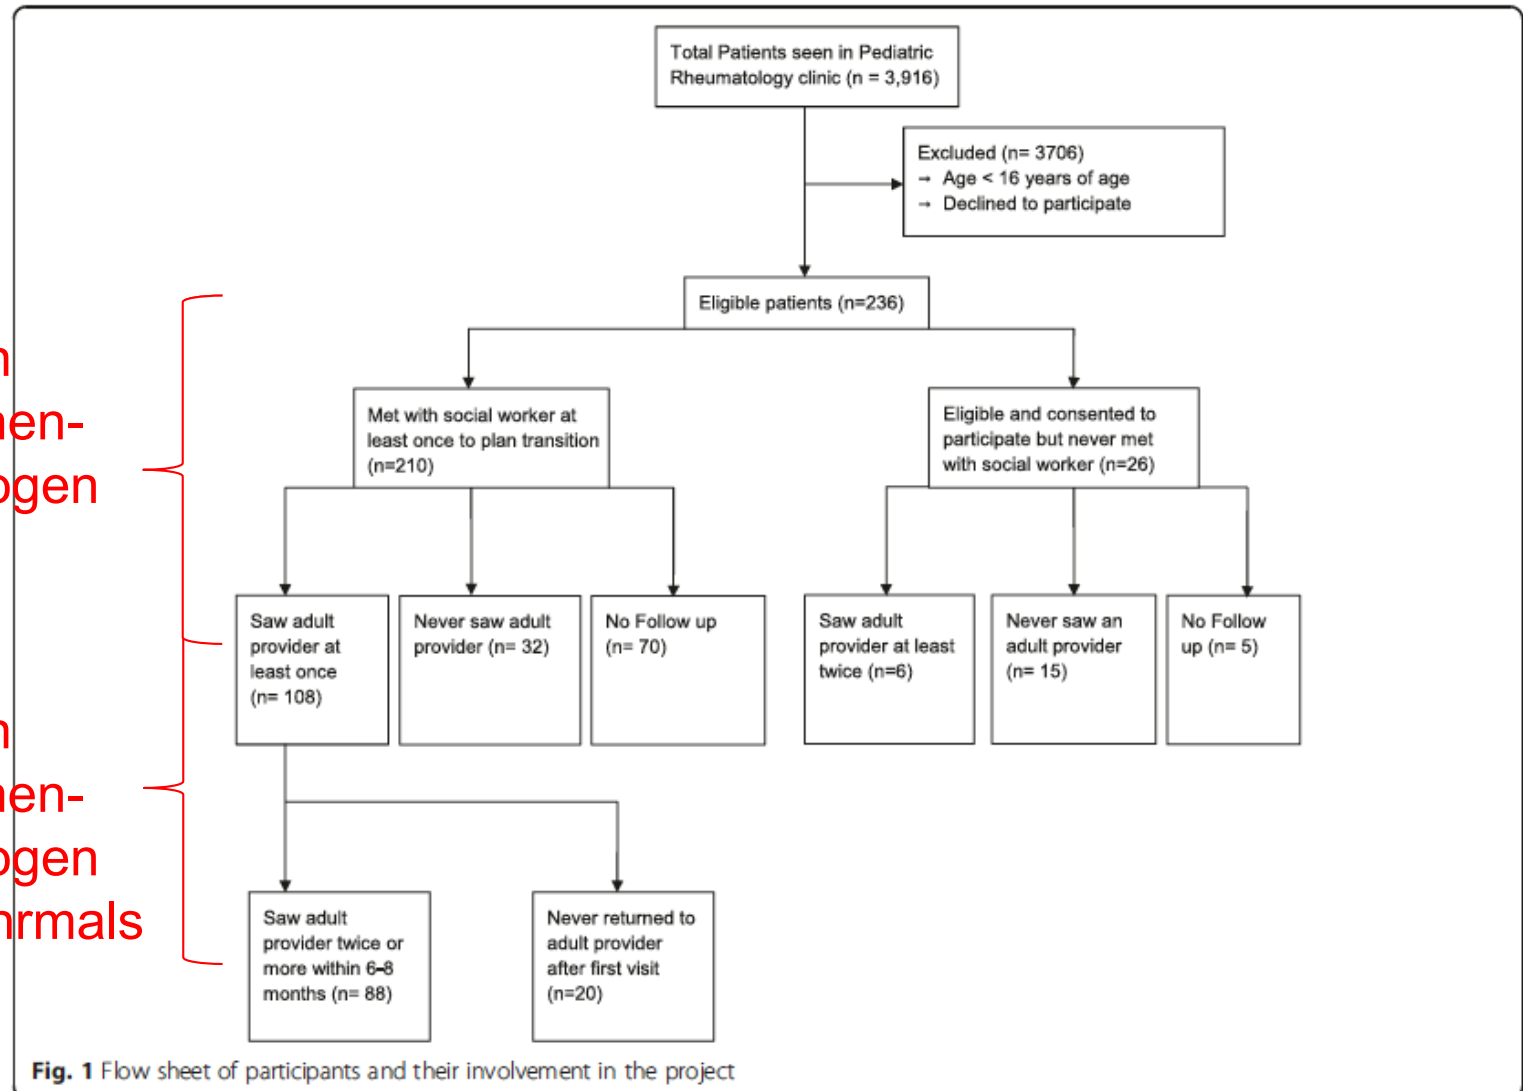 Total Patients seen in Pediatric
Rheumatology clinic (n = 3,916)
Excluded (n= 3706)
→ Age < 16 years of age
→ Declined to participate
Eligible patients (n=236)
Met with social worker at
least once to plan transition
(n=210)
Eligible and consented to
participate but never met
with social worker (n=26)
Saw adult
provider at
least once
(n= 108)
Never saw adult
provider (n= 32)
No Follow up
(n= 70)
Saw adult
provider at least
twice (n=6)
Never saw an
adult provider
(n= 15)
No Follow
up (n= 5)
Saw adult
provider twice or
more within 6-8
months (n= 88)
Never returned to
adult provider
after first visit
(n=20)
Fig. 1 Flow sheet of participants and their involvement in the project